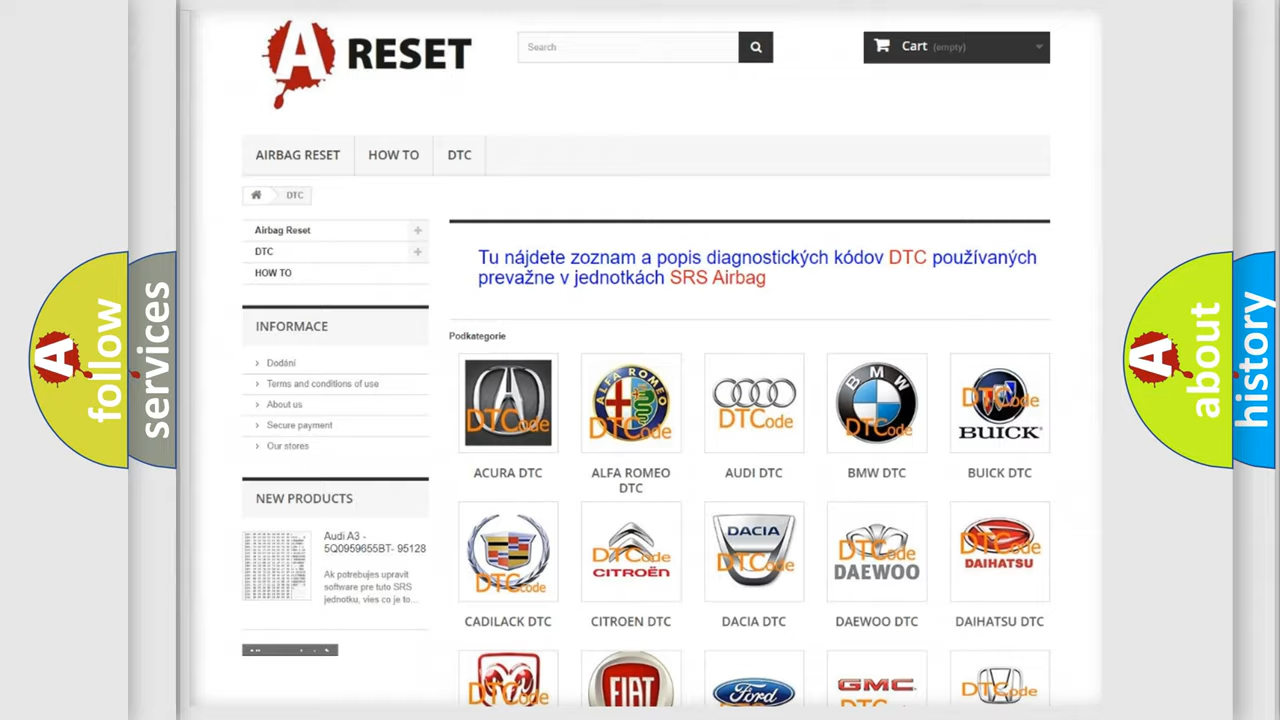 A RESET
Search
Cart (empty)
AIRBAG RESET
HOW TO
DTC
DTC
Airbag Reset
DTC
HOW TO
INFORMACE
Dodání
Terms and conditions of use
About us
Secure payment
Our stores
NEW PRODUCTS
Audi A3 -
5Q0959655BT- 95128
Ak potrebujes upravit
software pre tuto SRS
jednotku, vies co je to...
Tu nájdete zoznam a popis diagnostických kódov DTC používaných
prevažne v jednotkách SRS Airbag
Podkategorie
DTCode
ALFA ROMEO
DTCode
DTCode
BMW
DTCode
DTCode
BUICK
ACURA DTC
ALFA ROMEO
DTC
AUDI DTC
BMW DTC
BUICK DTC
DTCode
DTCode
CITROËN
DACIA
DTCode
DTCode
DAEWOO
DTCode
DAIHATSU
CADILACK DTC
CITROEN DTC
DACIA DTC
DAEWOO DTC
DAIHATSU DTC
DTCode
FIAT
Ford
GMC
DTCode
A follow
services
A about
history